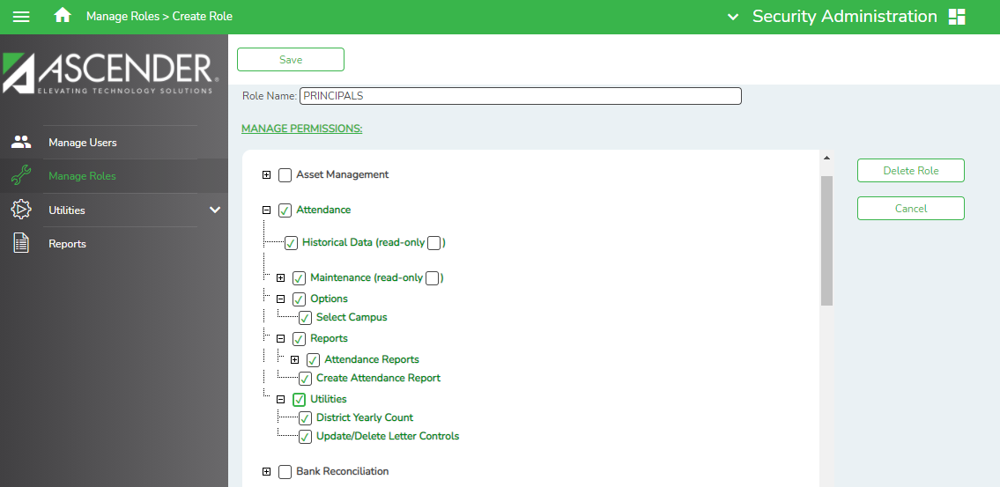 Manage Roles > Create Role
Security Administration
ASCENDER®
ELEVATING TECHNOLOGY SOLUTIONS
Manage Users
Manage Roles
Utilities
Reports
Save
Role Name: PRINCIPALS
MANAGE PERMISSIONS:
Asset Management
Attendance
Historical Data (read-only )
Maintenance (read-only )
Options
Select Campus
Reports
Attendance Reports
Create Attendance Report
Utilities
District Yearly Count
Update/Delete Letter Controls
Bank Reconciliation
Delete Role
Cancel